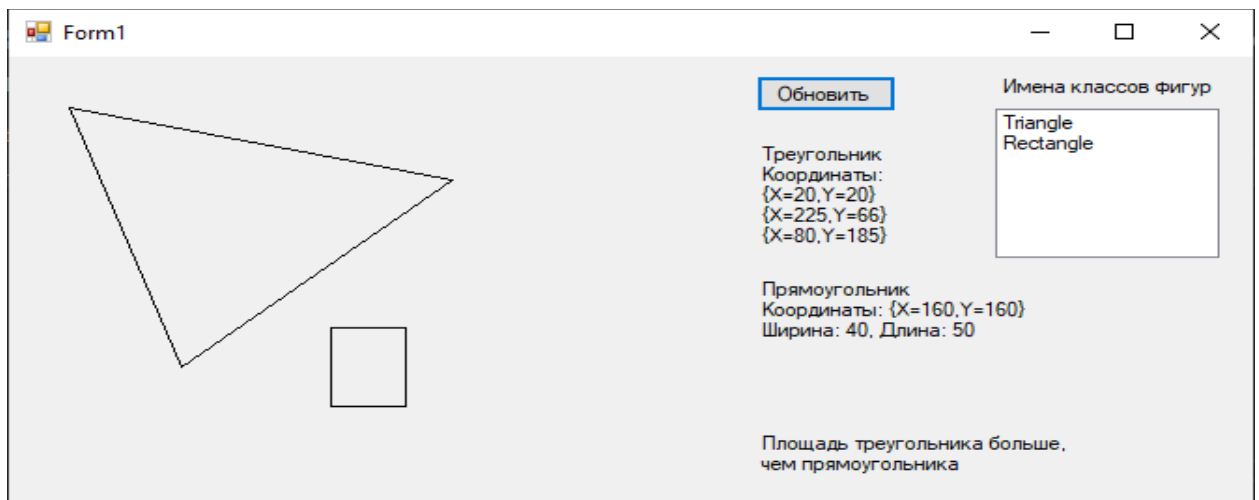 Form1
Обновить
Имена классов фигур
Triangle
Rectangle
Треугольник
Координаты:
{X=20,Y=20}
{X=225,Y=66}
{X=80,Y=185}
Прямоугольник
Координаты: {X=160,Y=160}
Ширина: 40, Длина: 50
Площадь треугольника больше,
чем прямоугольника